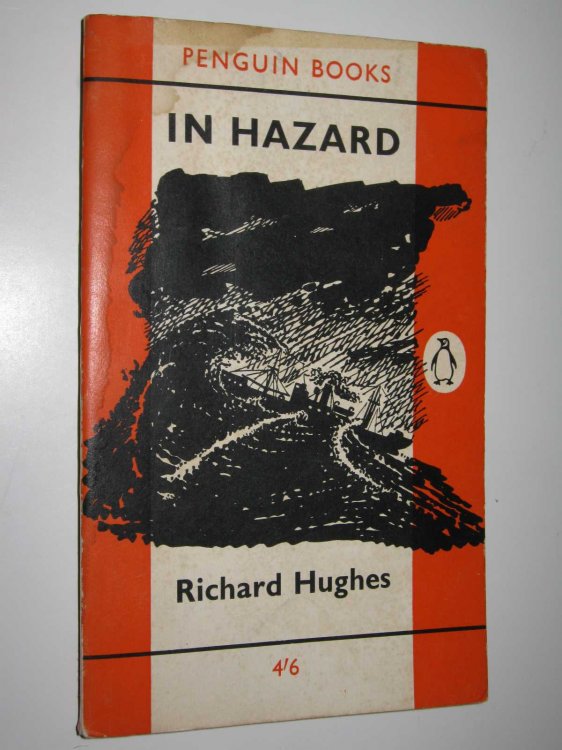 PENGUIN BOOKS
IN HAZARD
Richard Hughes
4'6